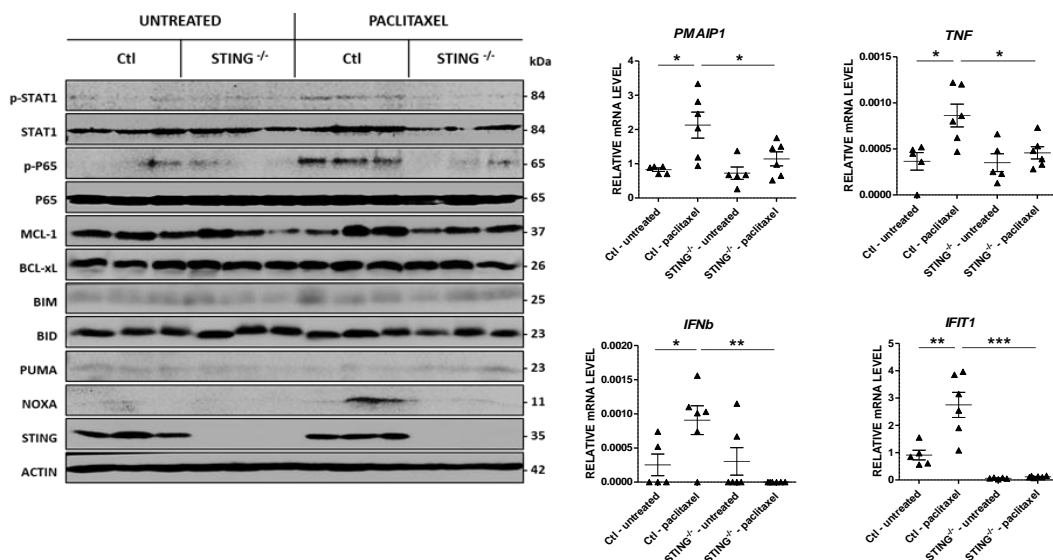 UNTREATED PACLITAXEL
Ctl STING -/- Ctl STING -/- kDa
p-STAT1 84
STAT1 84
p-P65 65
P65 65
MCL-1 37
BCL-xL 26
BIM 25
BID 23
PUMA 23
NOXA 11
STING 35
ACTIN 42
PMAIP1
* *
RELATIVE mRNA LEVEL
4
2
0
Ctl - untreated
Ctl - paclitaxel
STING-/- - untreated
STING-/- - paclitaxel
TNF
* *
RELATIVE mRNA LEVEL
0.0015
0.0010
0.0005
0.0000
Ctl - untreated
Ctl - paclitaxel
STING-/- - untreated
STING-/- - paclitaxel
IFNb
* **
RELATIVE mRNA LEVEL
0.0020
0.0015
0.0010
0.0005
0.0000
Ctl - untreated
Ctl - paclitaxel
STING-/- - untreated
STING-/- - paclitaxel
IFIT1
** ***
RELATIVE mRNA LEVEL
5
4
3
2
1
0
Ctl - untreated
Ctl - paclitaxel
STING-/- - untreated
STING-/- - paclitaxel